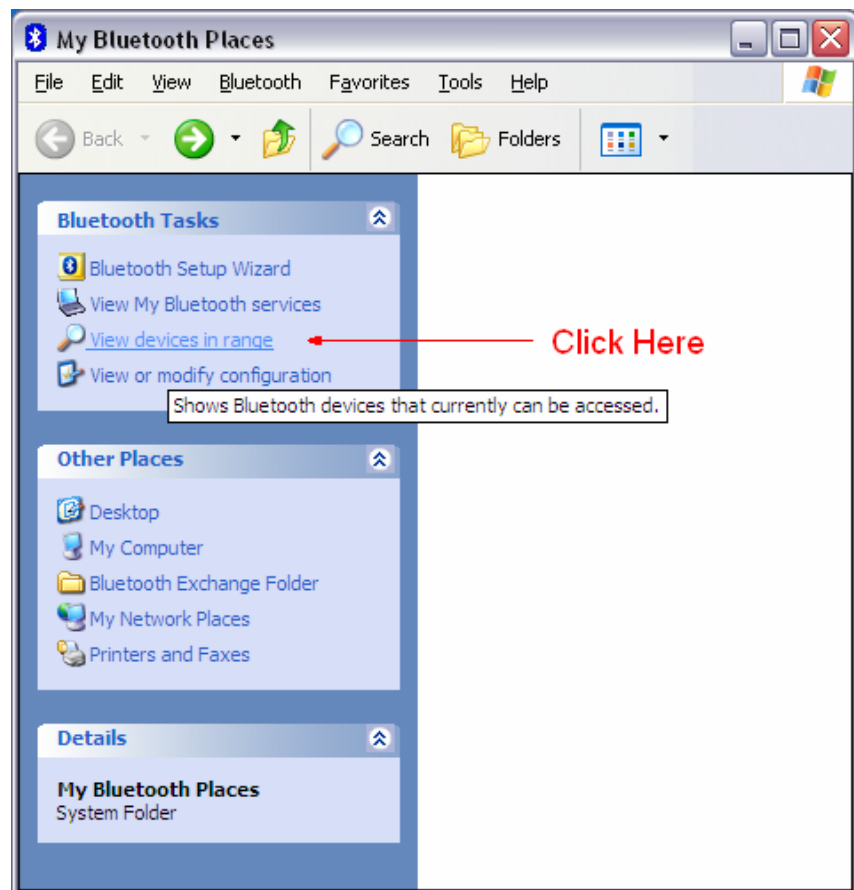 My Bluetooth Places
File Edit View Bluetooth Favorites Tools Help
Back Search Folders
Bluetooth Tasks
Bluetooth Setup Wizard
View My Bluetooth services
View devices in range
Click Here
View or modify configuration
Shows Bluetooth devices that currently can be accessed.
Other Places
Desktop
My Computer
Bluetooth Exchange Folder
My Network Places
Printers and Faxes
Details
My Bluetooth Places
System Folder